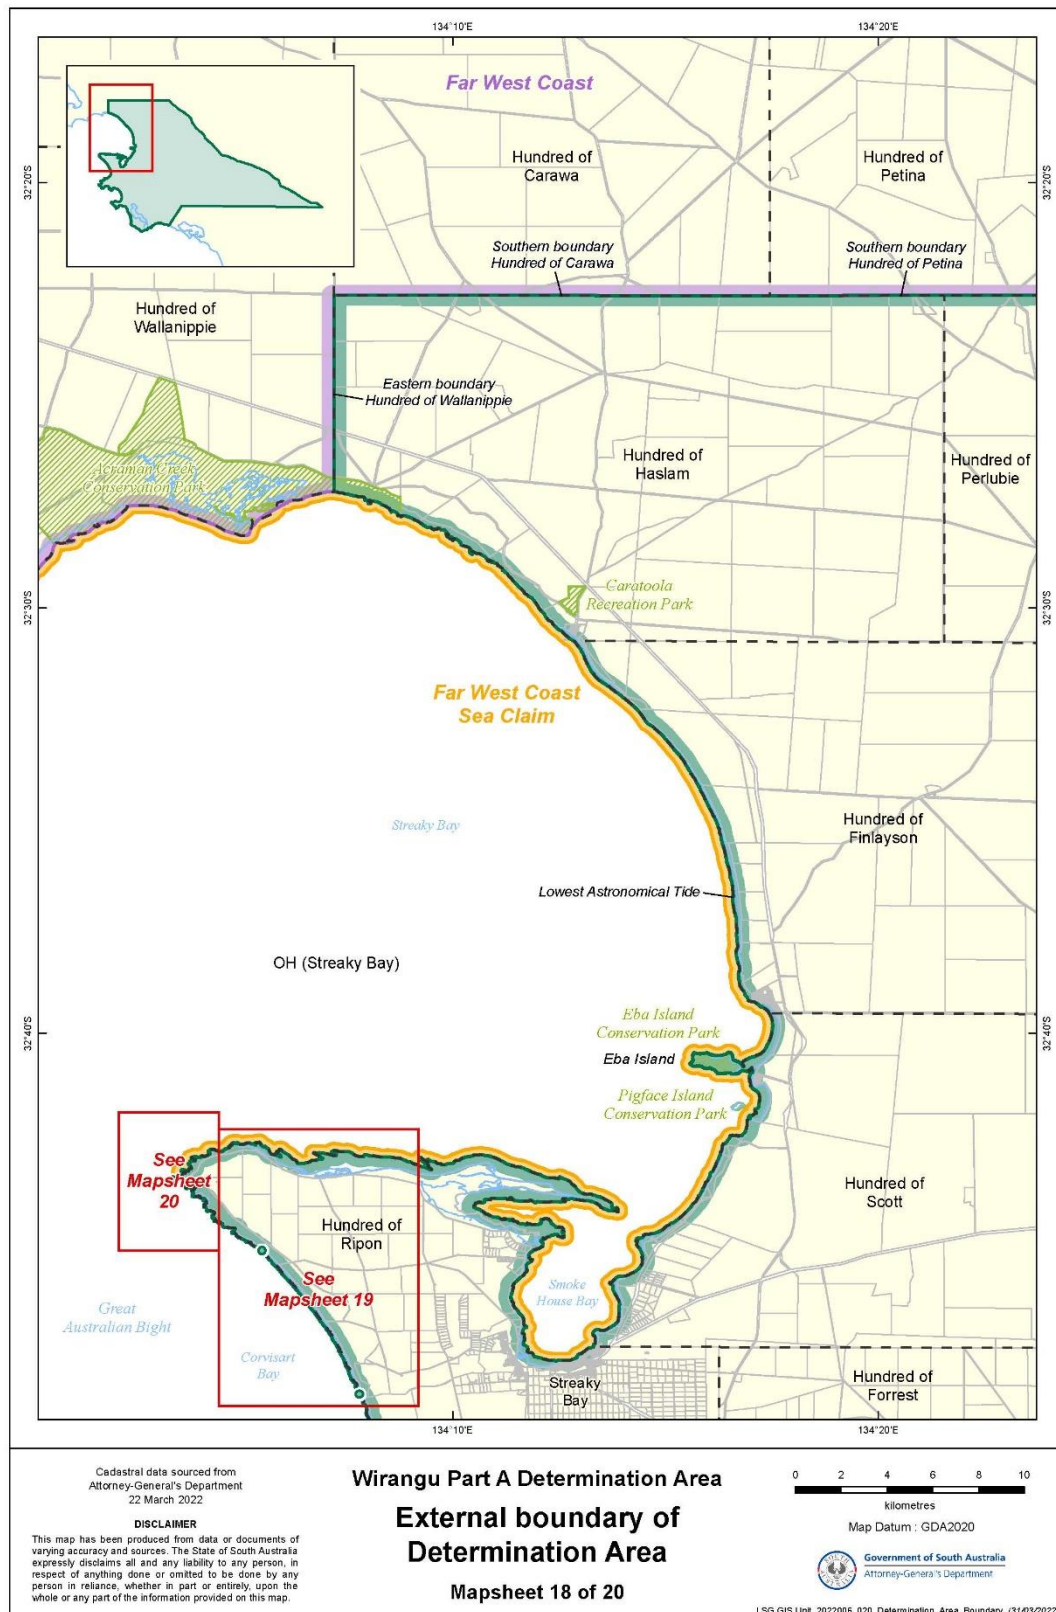 134°10'E
134°20'E
Far West Coast
Hundred of
Carawa
Hundred of
Petina
32°20'S
32°20'S
Southern boundary
Hundred of Carawa
Southern boundary
Hundred of Petina
Hundred of
Wallanippie
Eastern boundary
Hundred of Wallanippie
Acraman Creek
Conservation Park
Hundred of
Haslam
Hundred of
Perlubie
Caratoola
Recreation Park
32°30'S
32°30'S
Far West Coast
Sea Claim
Streaky Bay
Hundred of
Finlayson
Lowest Astronomical Tide
OH (Streaky Bay)
Eba Island
Conservation Park
32°40'S
32°40'S
Eba Island
Pigface Island
Conservation Park
See
Mapsheet
20
Hundred of
Scott
Hundred of
Ripon
See
Mapsheet 19
Smoke
House Bay
Great
Australian Bight
Corvisart
Bay
Streaky
Bay
Hundred of
Forrest
134°10'E
134°20'E
Cadastral data sourced from
Attorney-General's Department
22 March 2022
DISCLAIMER
This map has been produced from data or documents of
varying accuracy and sources. The State of South Australia
expressly disclaims all and any liability to any person, in
respect of anything done or omitted to be done by any
person in reliance, whether in part or entirely, upon the
whole or any part of the information provided on this map.
Wirangu Part A Determination Area
External boundary of
Determination Area
Mapsheet 18 of 20
0 2 4 6 8 10
kilometres
Map Datum : GDA2020
Government of South Australia
Attorney-General's Department
LSG GIS Unit 2022006_020 Determination Area Boundary (31/03/2022)